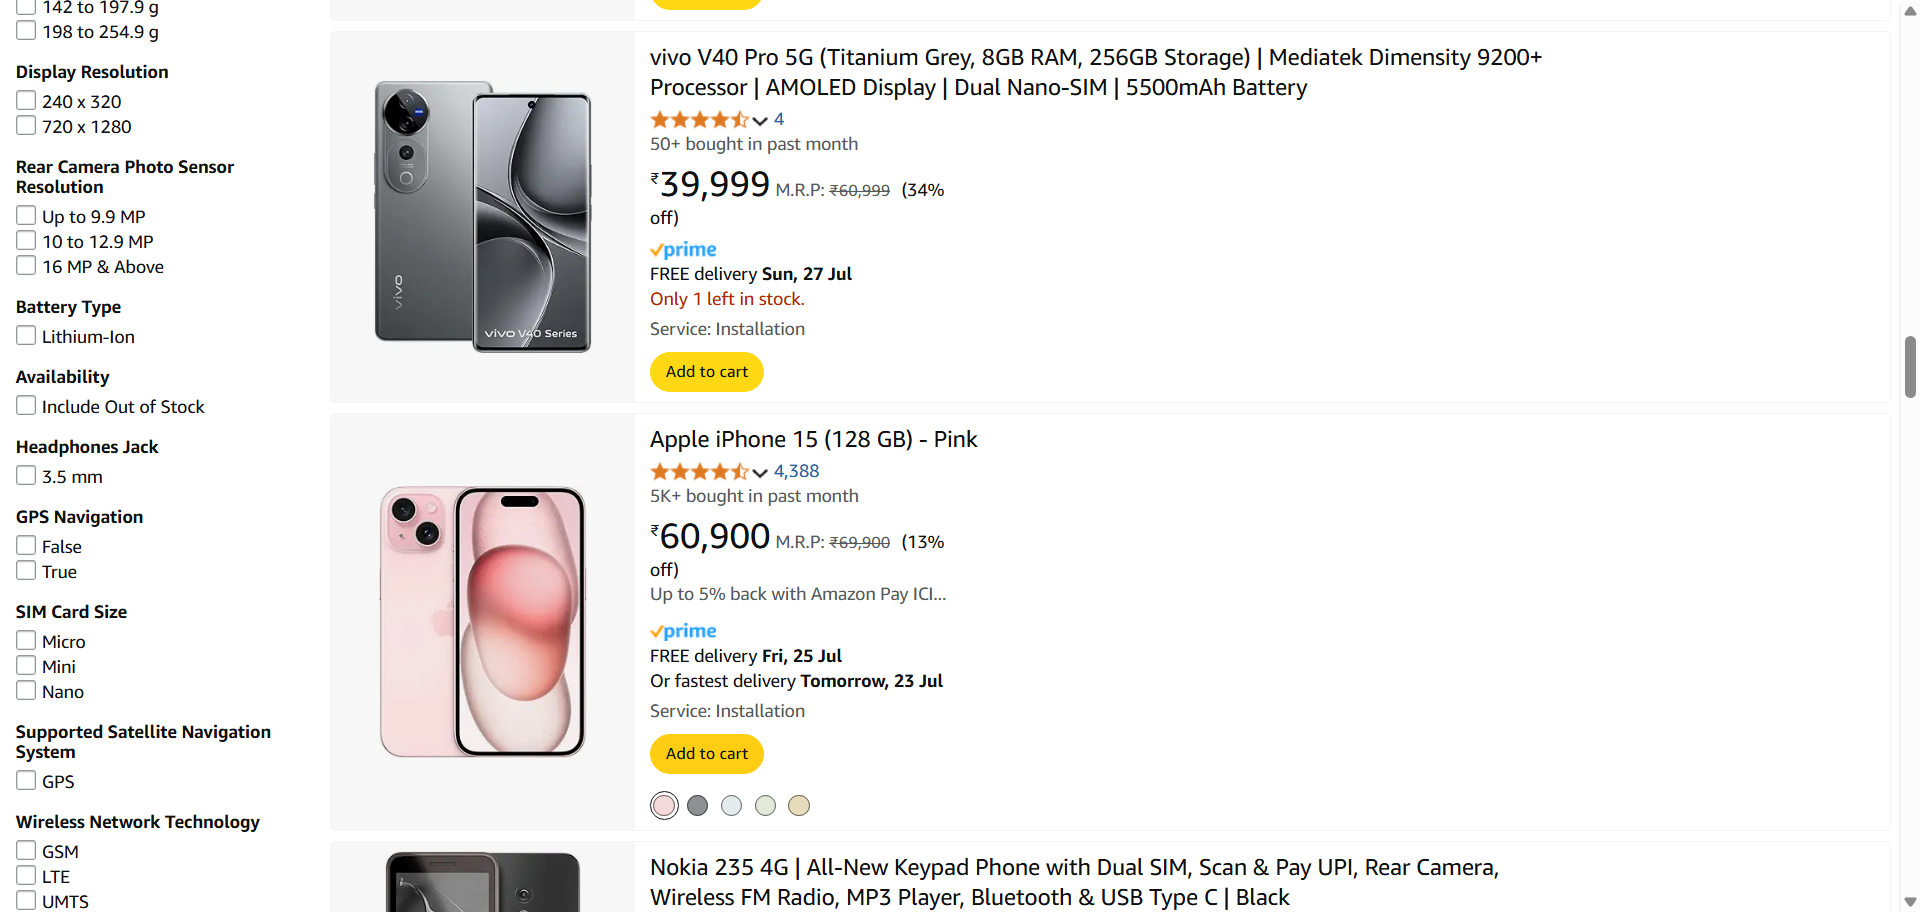 142 to 197.9 g
198 to 254.9 g
Display Resolution
240 x 320
720 x 1280
Rear Camera Photo Sensor
Resolution
Up to 9.9 MP
10 to 12.9 MP
16 MP & Above
Battery Type
Lithium-Ion
Availability
Include Out of Stock
Headphones Jack
3.5 mm
GPS Navigation
False
True
SIM Card Size
Micro
Mini
Nano
Supported Satellite Navigation
System
GPS
Wireless Network Technology
GSM
LTE
UMTS
vivo
vivo V40 Series
vivo V40 Pro 5G (Titanium Grey, 8GB RAM, 256GB Storage) | Mediatek Dimensity 9200+
Processor | AMOLED Display | Dual Nano-SIM | 5500mAh Battery
4
50+ bought in past month
₹39,999 M.R.P: ₹60,999 (34%
off)
prime
FREE delivery Sun, 27 Jul
Only 1 left in stock.
Service: Installation
Add to cart
Apple iPhone 15 (128 GB) - Pink
4,388
5K+ bought in past month
₹60,900 M.R.P: ₹69,900 (13%
off)
Up to 5% back with Amazon Pay ICI...
prime
FREE delivery Fri, 25 Jul
Or fastest delivery Tomorrow, 23 Jul
Service: Installation
Add to cart
Nokia 235 4G | All-New Keypad Phone with Dual SIM, Scan & Pay UPI, Rear Camera,
Wireless FM Radio, MP3 Player, Bluetooth & USB Type C | Black